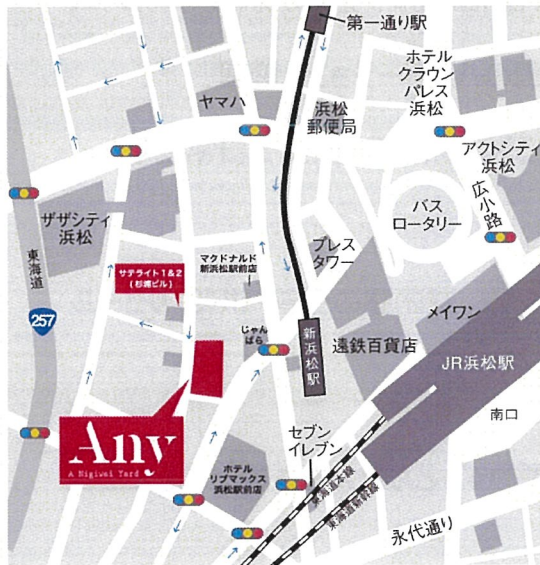 第一通り駅
ホテル
クラウン
パレス
浜松
ヤマハ
浜松
郵便局
アクトシティ
浜松
広小路
バス
ロータリー
ザザシティ
浜松
東海道
マクドナルド
新浜松駅前店
プレス
タワー
サテライト1&2
(杉浦ビル)
257
じゃん
ぱら
新浜松駅
遠鉄百貨店
メイワン
JR浜松駅
南口
Any
A Nigiwai Yard
セブン
イレブン
ホテル
リブマックス
浜松駅前店
東海道本線
東海道新幹線
永代通り